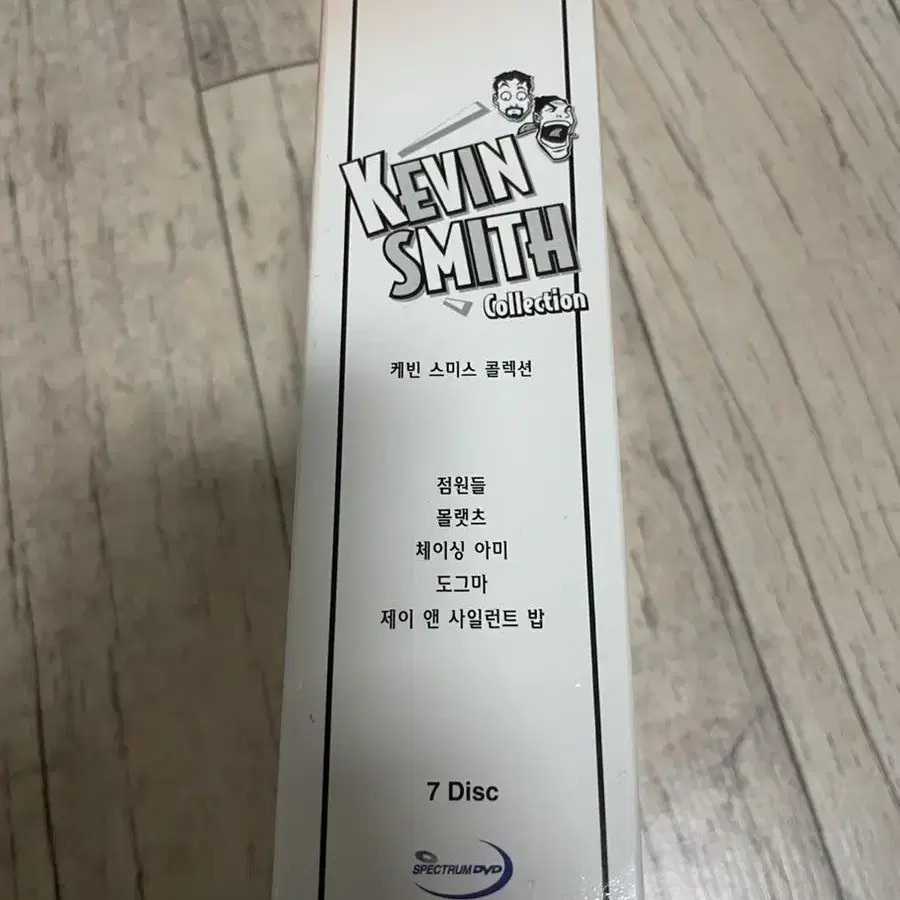 KEVIN
SMITH
Collection
케빈 스미스 콜렉션
점원들
몰랫츠
체이싱 아미
도그마
제이 앤 사일런트 밥
7 Disc
SPECTRUM DVD